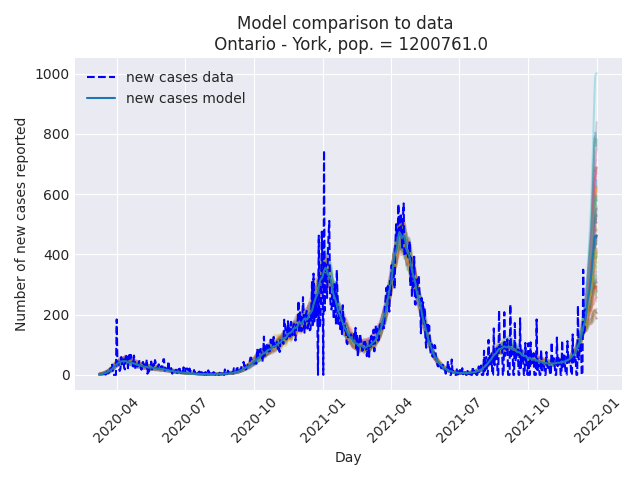 Model comparison to data
Ontario - York, pop. = 1200761.0
new cases data
new cases model
Number of new cases reported
1000
800
600
400
200
0
2020-04
2020-07
2020-10
2021-01
2021-04
2021-07
2021-10
2022-01
Day